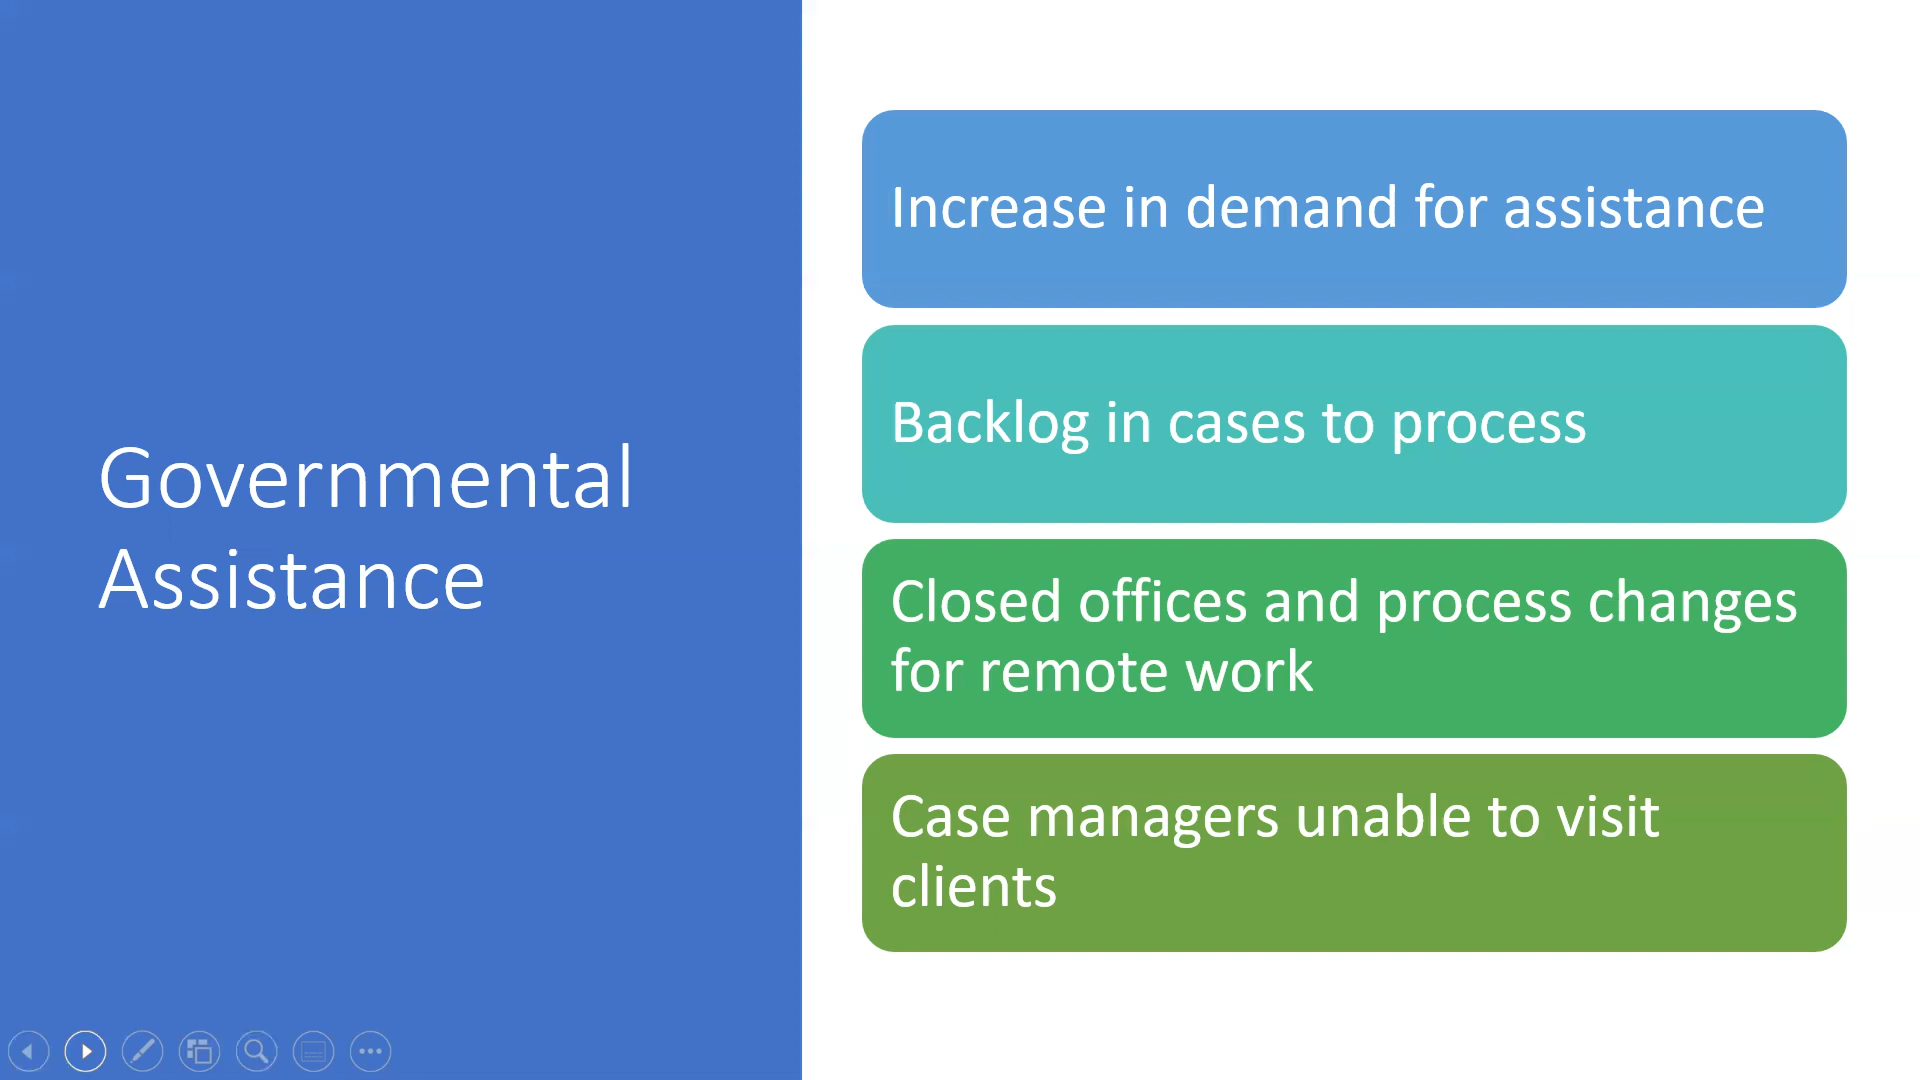 Governmental
Assistance
Increase in demand for assistance
Backlog in cases to process
Closed offices and process changes
for remote work
Case managers unable to visit
clients